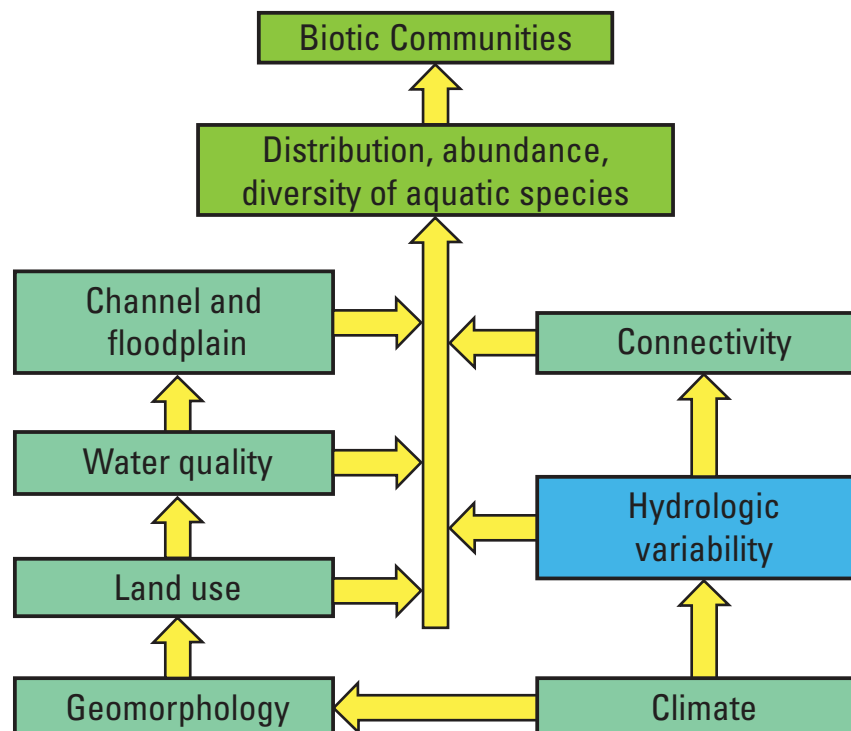 Biotic Communities
Distribution, abundance,
diversity of aquatic species
Channel and
floodplain
Connectivity
Water quality
Hydrologic
variability
Land use
Geomorphology
Climate